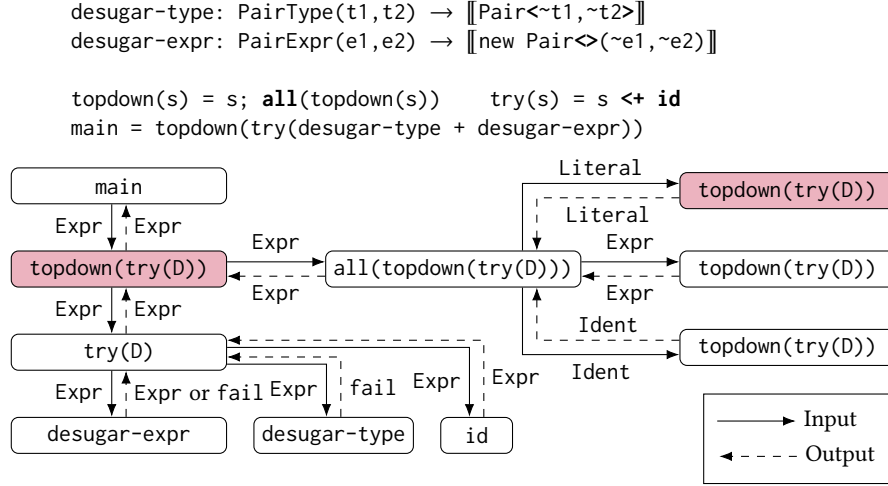 desugar-type: PairType(t1,t2) → ⟦Pair<~t1,~t2>⟧
desugar-expr: PairExpr(e1,e2) → ⟦new Pair<>(~e1,~e2)⟧
topdown(s) = s; all(topdown(s)) try(s) = s <+ id
main = topdown(try(desugar-type + desugar-expr))
Literal
main
topdown(try(D))
Literal
Expr Expr
Expr
Expr
topdown(try(D))
all(topdown(try(D)))
topdown(try(D))
Expr
Expr
Expr Expr
Ident
try(D)
topdown(try(D))
Ident
Expr Expr or fail Expr fail Expr Expr
desugar-expr desugar-type id
Input
Output